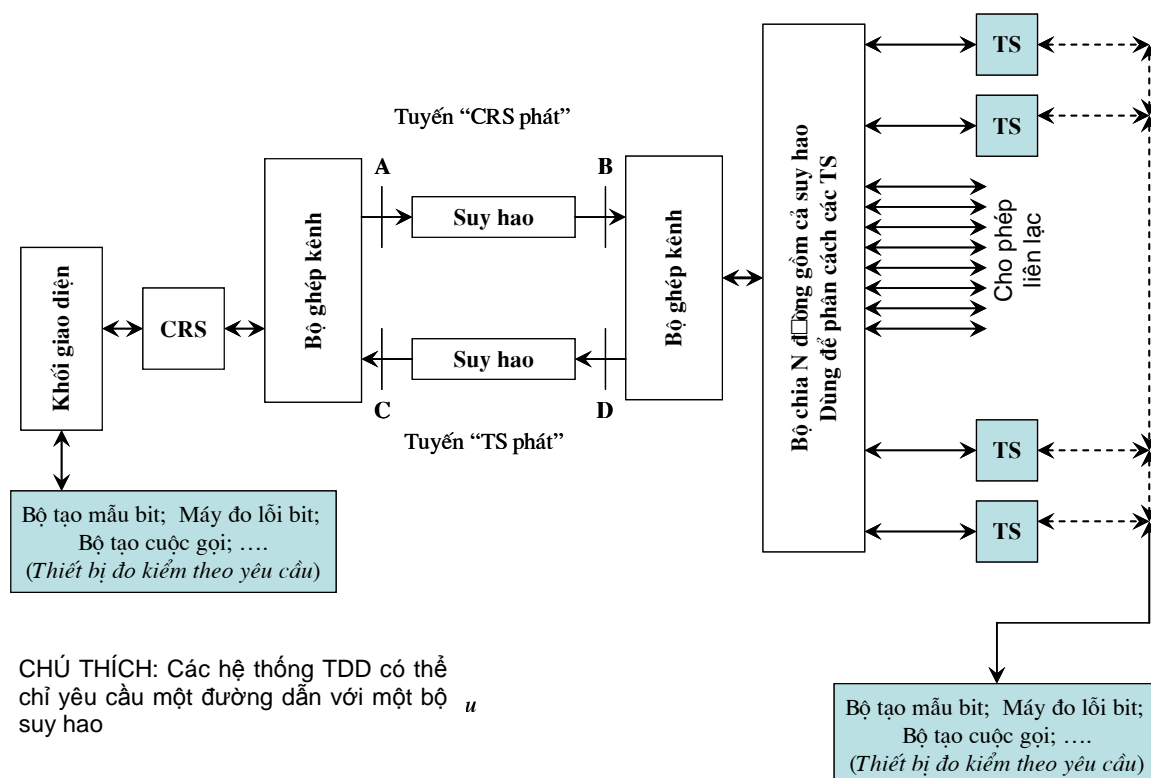 TS
Tuyến “CRS phát”
TS
A
B
Suy hao
Bộ ghép kênh
Bộ ghép kênh
Bộ chia N đ□ờng gồm cả suy hao
Dùng để phân cách các TS
Cho phép
liên lạc
Khối giao diện
CRS
Suy hao
C
D
Tuyến “TS phát”
TS
TS
Bộ tạo mẫu bit; Máy đo lỗi bit;
Bộ tạo cuộc gọi; ….
(Thiết bị đo kiểm theo yêu cầu)
CHÚ THÍCH: Các hệ thống TDD có thể
chỉ yêu cầu một đường dẫn với một bộ
suy hao
u
Bộ tạo mẫu bit; Máy đo lỗi bit;
Bộ tạo cuộc gọi; ….
(Thiết bị đo kiểm theo yêu cầu)